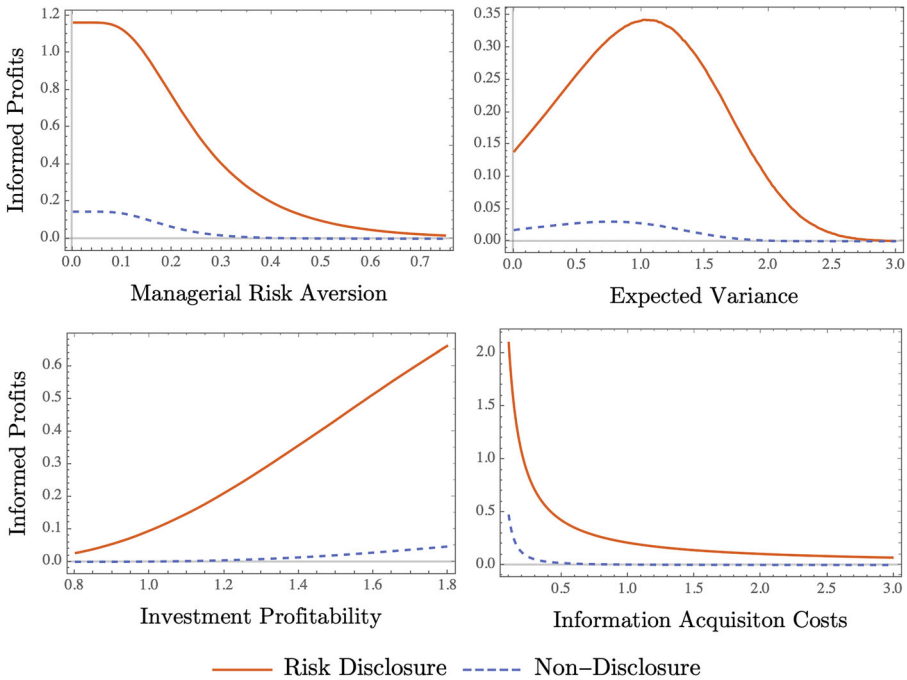 1.2
1.0
0.8
0.6
0.4
0.2
0.0
Informed Profits
0.0 0.1 0.2 0.3 0.4 0.5 0.6 0.7
Managerial Risk Aversion
0.35
0.30
0.25
0.20
0.15
0.10
0.05
0.00
0.0 0.5 1.0 1.5 2.0 2.5 3.0
Expected Variance
0.6
0.5
0.4
0.3
0.2
0.1
0.0
Informed Profits
0.8 1.0 1.2 1.4 1.6 1.8
Investment Profitability
2.0
1.5
1.0
0.5
0.0
0.5 1.0 1.5 2.0 2.5 3.0
Information Acquisiton Costs
Risk Disclosure Non–Disclosure